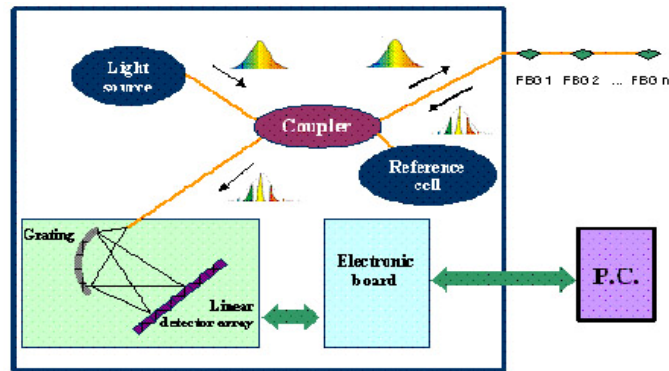 Light
source
Coupler
Reference
cell
FBG 1 FBG 2 ... FBG n
Grating
Linear
detector array
Electronic
board
P.C.